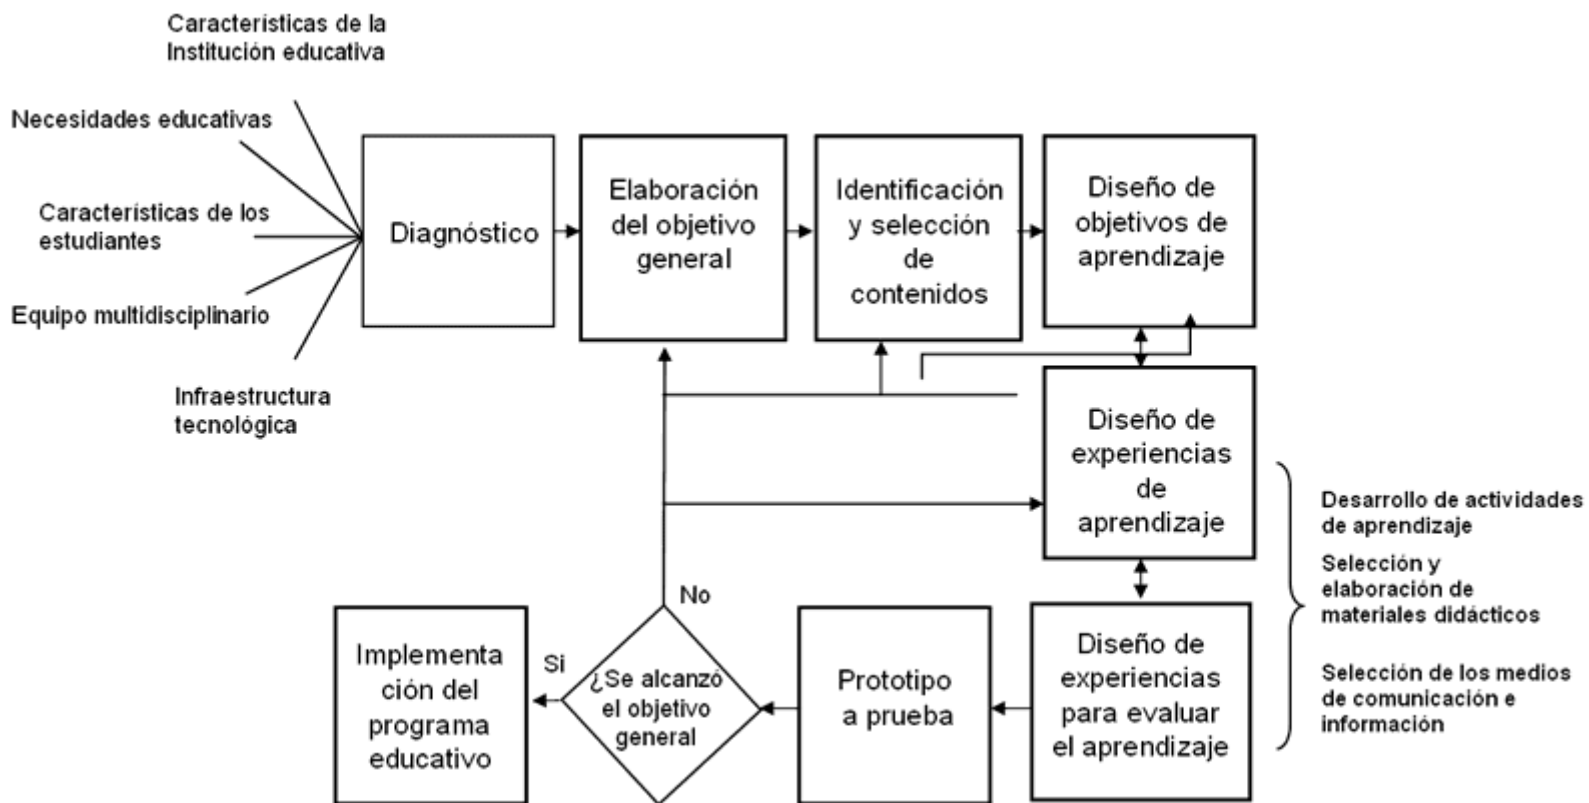 Características de la
Institución educativa
Necesidades educativas
Características de los
estudiantes
Equipo multidisciplinario
Infraestructura
tecnológica
Diagnóstico
Elaboración
del objetivo
general
Identificación
y selección
de
contenidos
Diseño de
objetivos de
aprendizaje
Diseño de
experiencias
de
aprendizaje
Desarrollo de actividades
de aprendizaje
Selección y
elaboración de
materiales didácticos
Selección de los medios
de comunicación e
información
Diseño de
experiencias
para evaluar
el aprendizaje
Prototipo
a prueba
¿Se alcanzó
el objetivo
general
No
Si
Implementa
ción del
programa
educativo